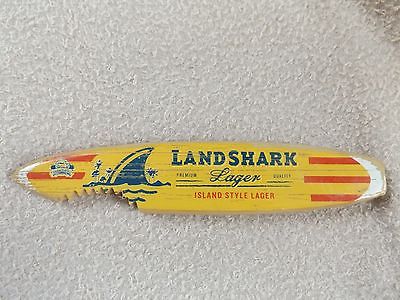 LANDSHARK
PREMIUM Lager QUALITY
ISLAND STYLE LAGER